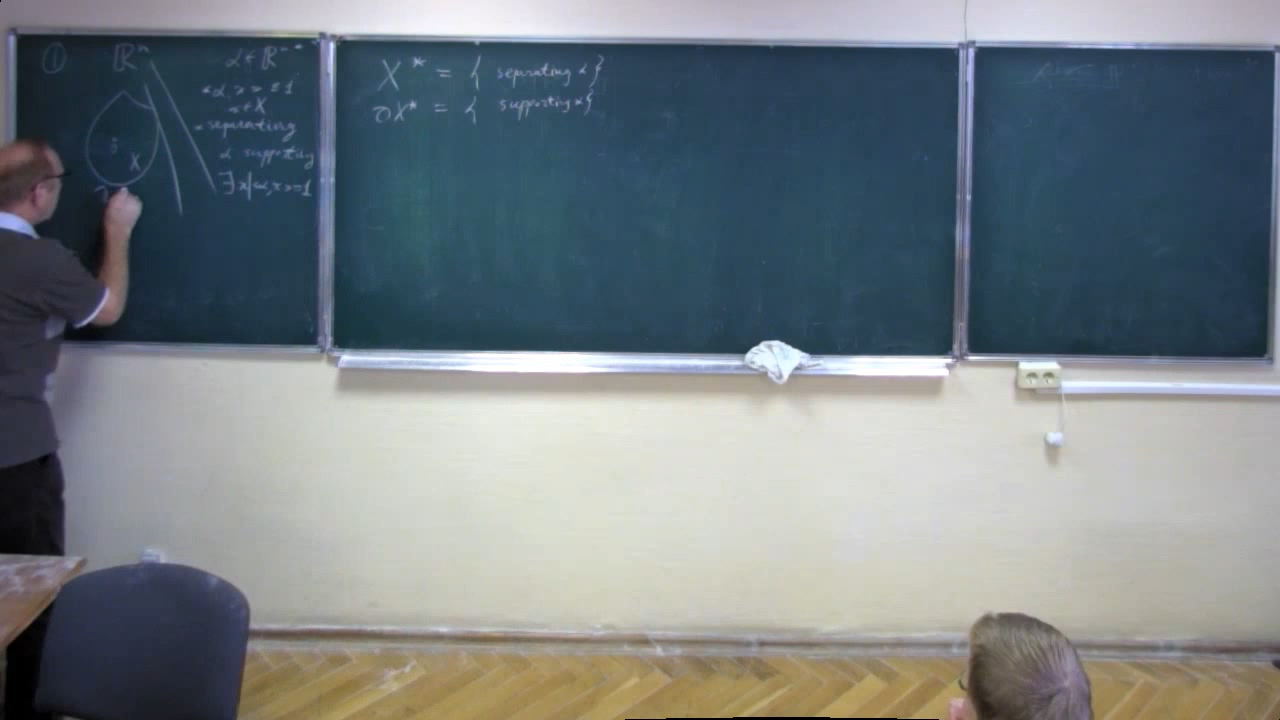 ① ℝⁿ
α ∈ ℝⁿ*
<α, x> ≤ 1
x ∈ X
α separating
α supporting
∃ x | <α, x> = 1
X
X* = { separating α }
∂X* = { supporting α }